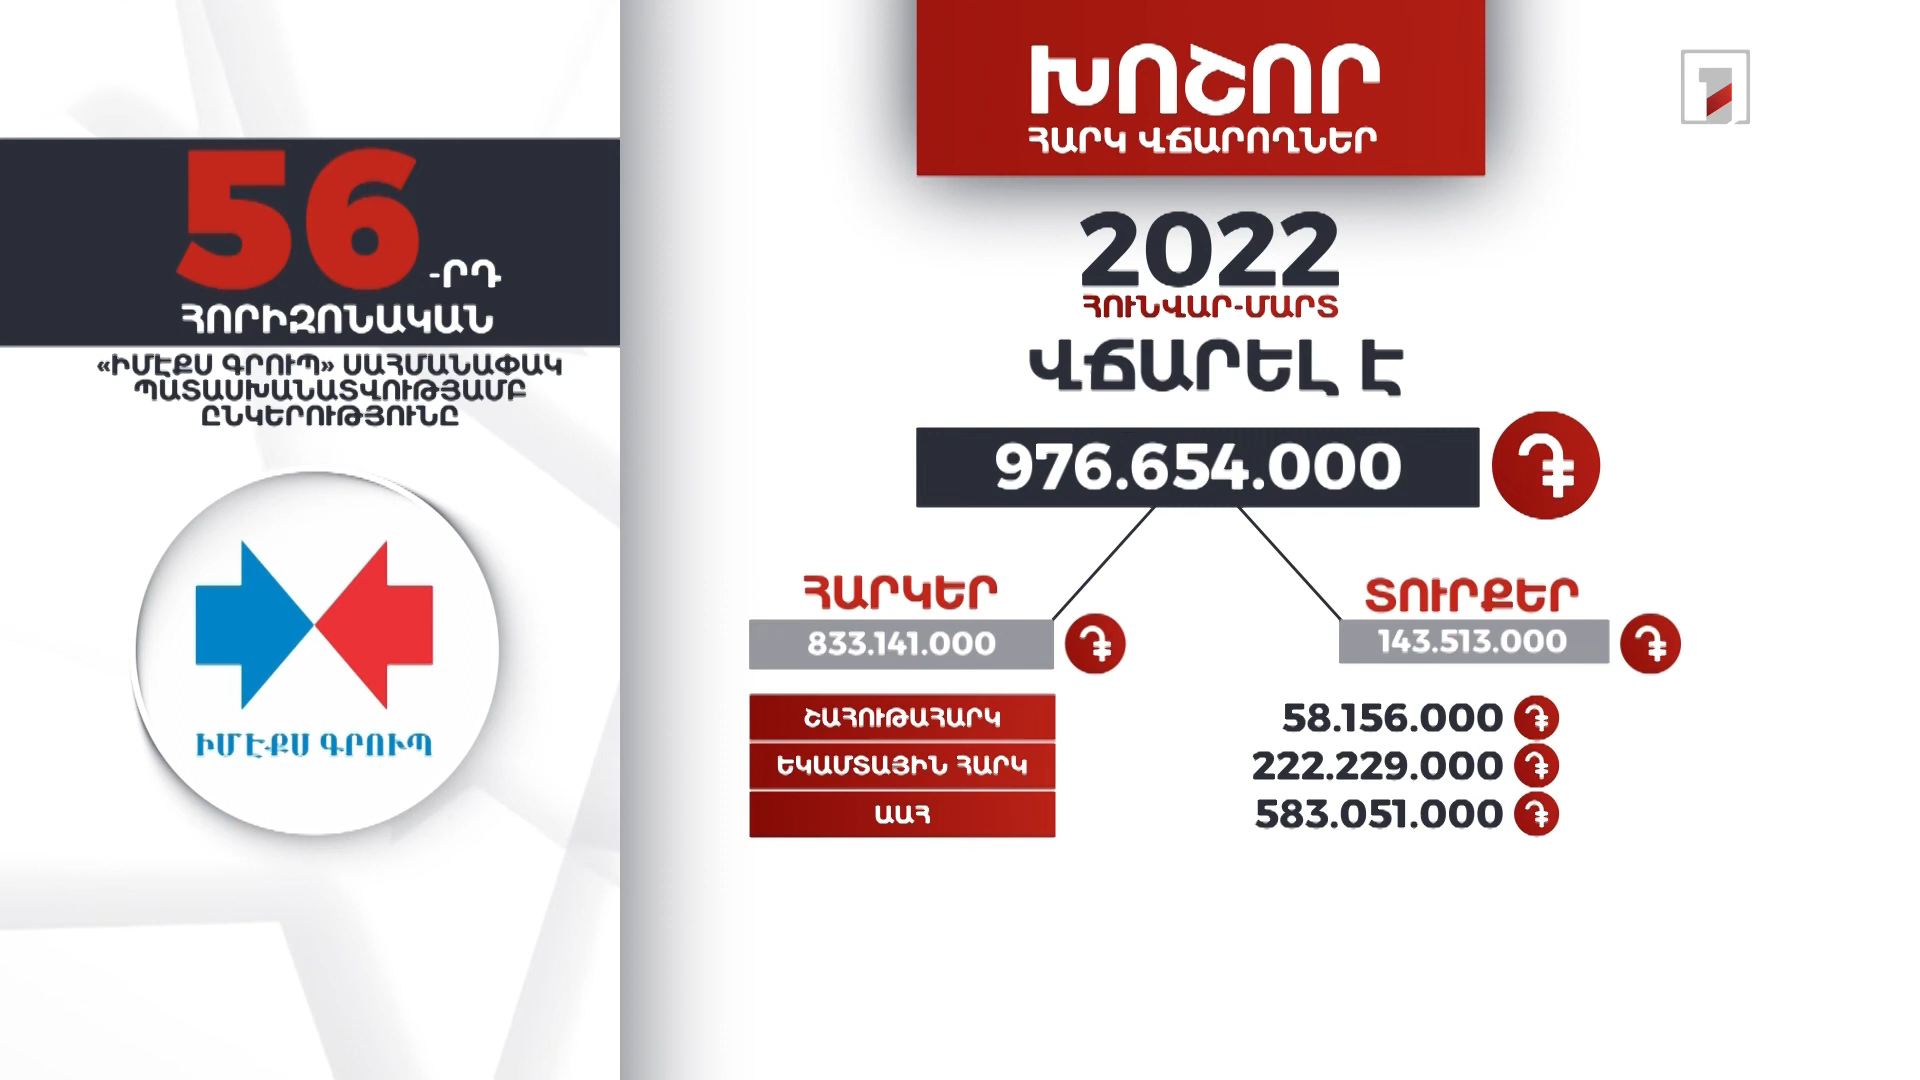 56-ՐԴ
ՀՈՐԻԶՈՆԱԿԱՆ
«ԻՄԷՔՍ ԳՐՈՒՊ» ՍԱՀՄԱՆԱՓԱԿ
ՊԱՏԱՍԽԱՆԱՏՎՈՒԹՅԱՄԲ
ԸՆԿԵՐՈՒԹՅՈՒՆԸ
ԻՄԷՔՍ ԳՐՈՒՊ
ԽՈՇՈՐ
ՀԱՐԿ ՎՃԱՐՈՂՆԵՐ
1
2022
ՀՈՒՆՎԱՐ-ՄԱՐՏ
ՎՃԱՐԵԼ Է
976.654.000 ֏
ՀԱՐԿԵՐ
833.141.000 ֏
ՏՈՒՐՔԵՐ
143.513.000 ֏
ՇԱՀՈՒԹԱՀԱՐԿ 58.156.000 ֏
ԵԿԱՄՏԱՅԻՆ ՀԱՐԿ 222.229.000 ֏
ԱԱՀ 583.051.000 ֏